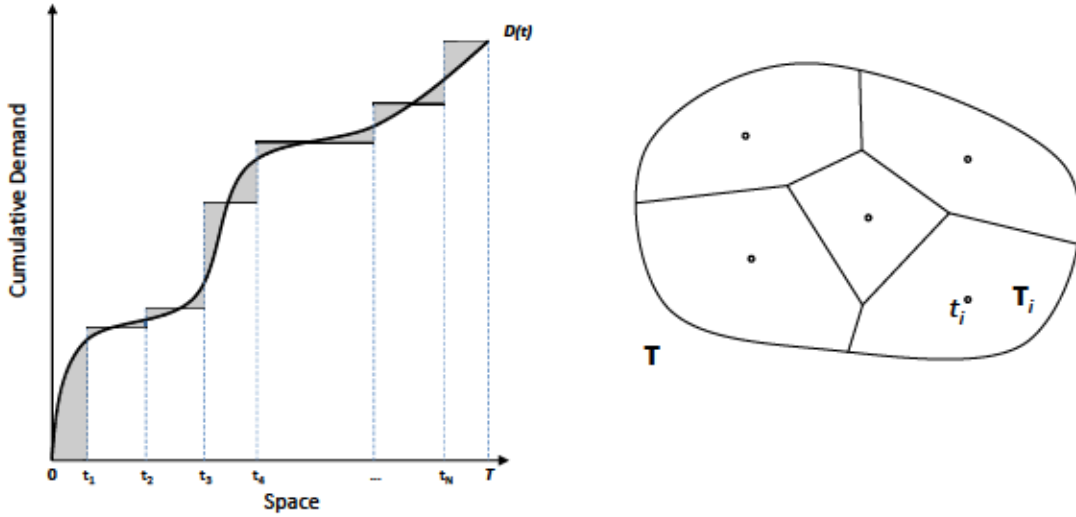 D(t)
Cumulative Demand
0 t₁ t₂ t₃ t₄ ... t_N T
Space
t_i T_i
T